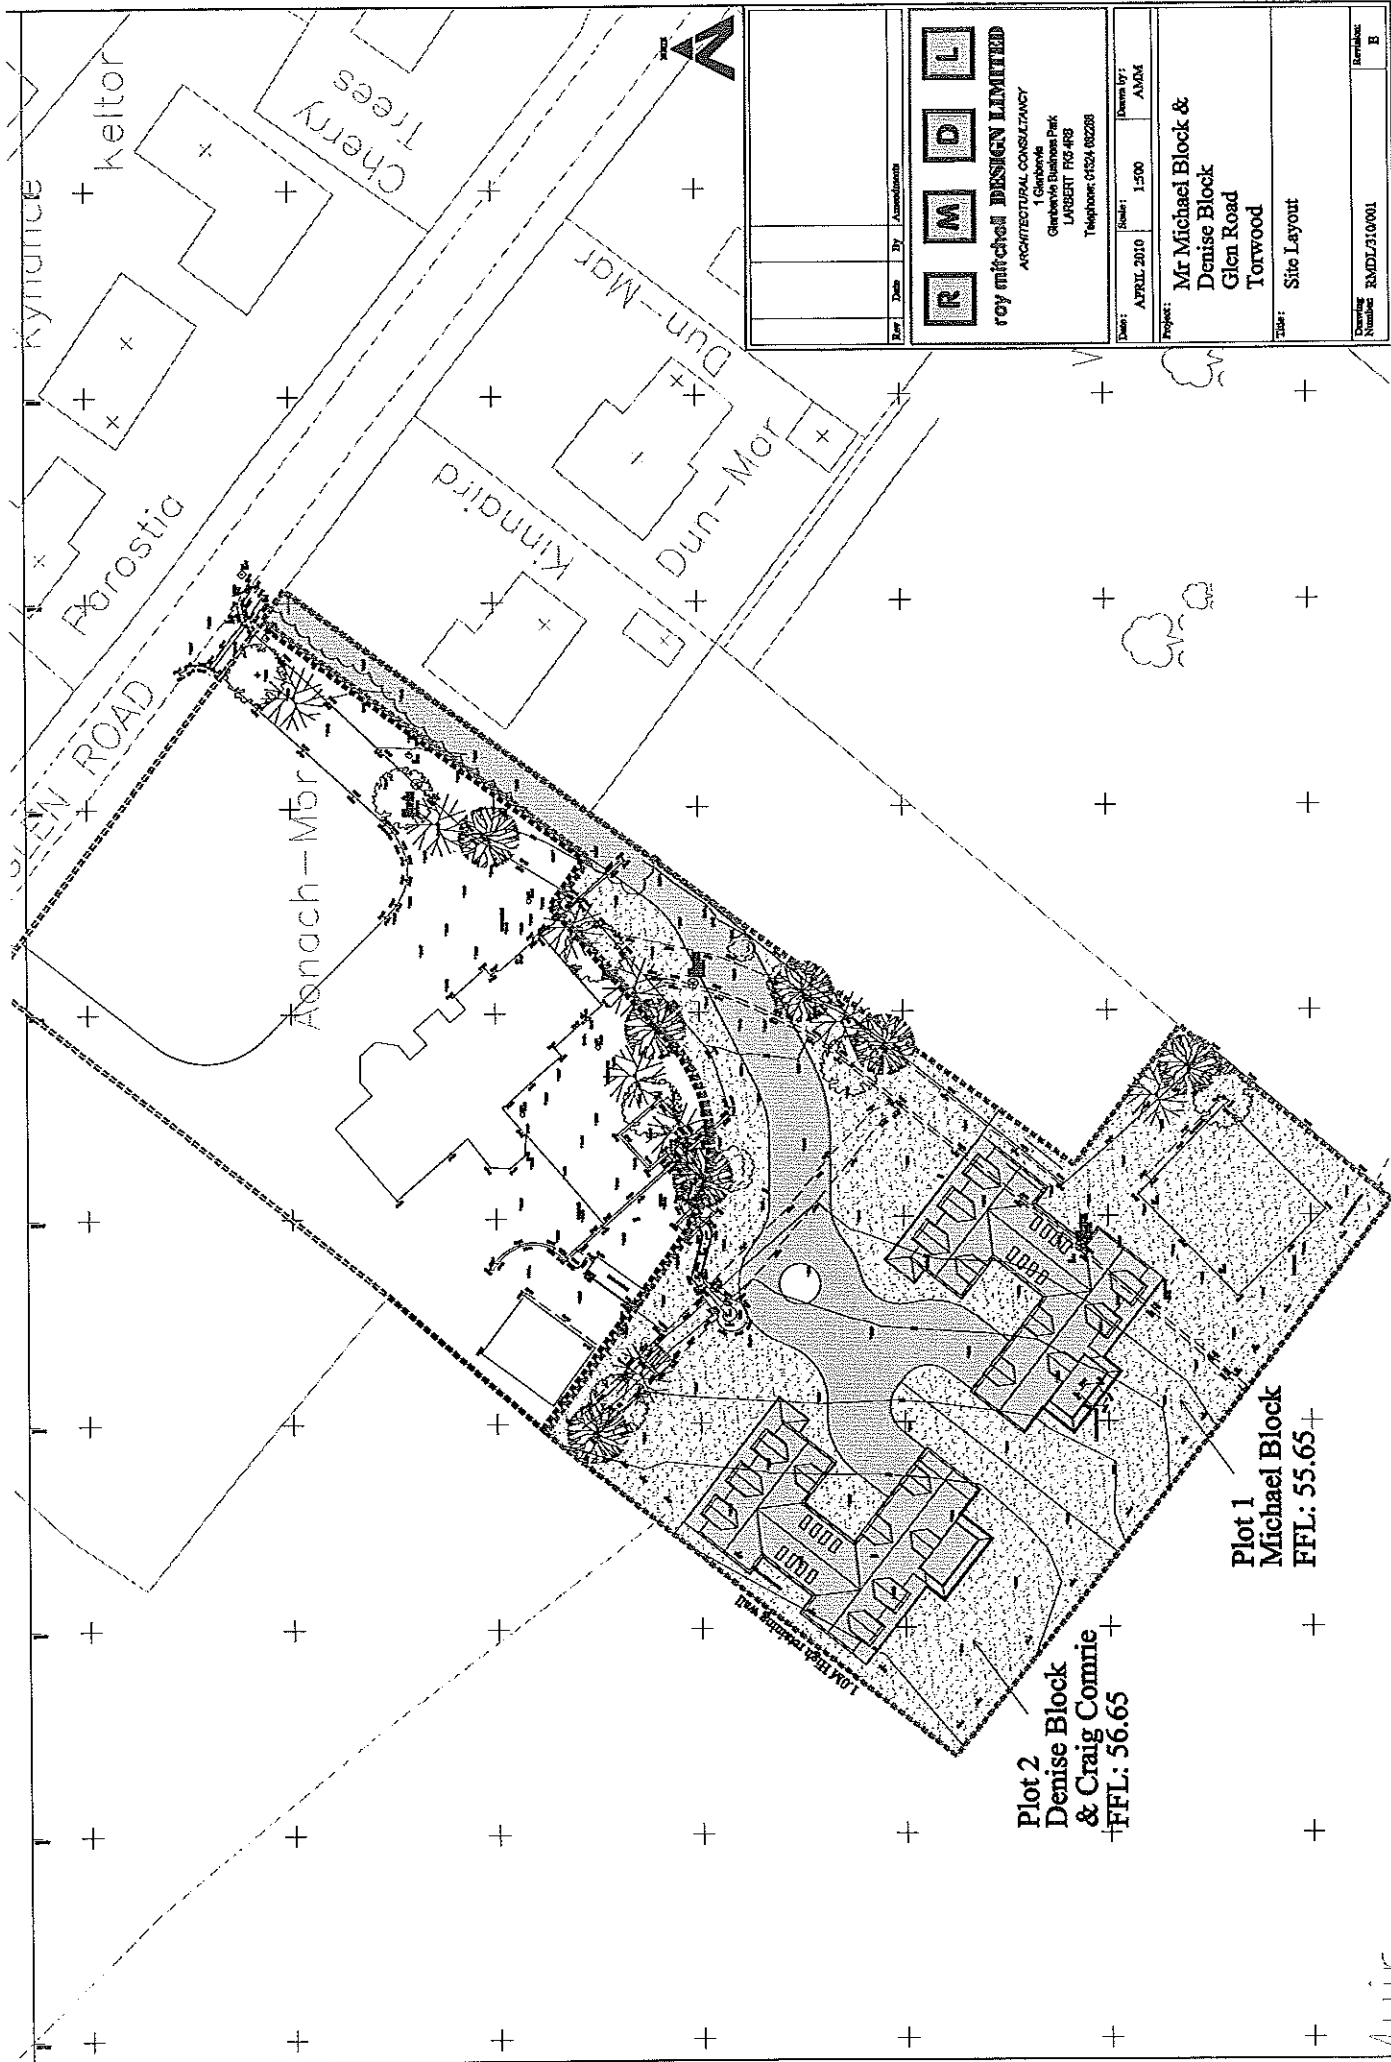 Kyndance
Keltor
Cherry
Trees
Parostia
GLEN ROAD
Aonach-Mor
Kinnaird
Dun-Mar
Dun-Mar
NORTH
1.0M High retaining wall
Plot 2
Denise Block
& Craig Comrie
FFL: 56.65
Plot 1
Michael Block
FFL: 55.65
Rev Date By Amendments
R M D L
roy mitchell DESIGN LIMITED
ARCHITECTURAL CONSULTANCY
1 Glenbervie
Glenbervie Business Park
LARBERT FK5 4RB
Date: APRIL 2010 Scale: 1:500 Drawn by: AMM
Project: Mr Michael Block &
Denise Block
Glen Road
Torwood
Title: Site Layout
Drawing Number: RMDL/310/001 Revision: B